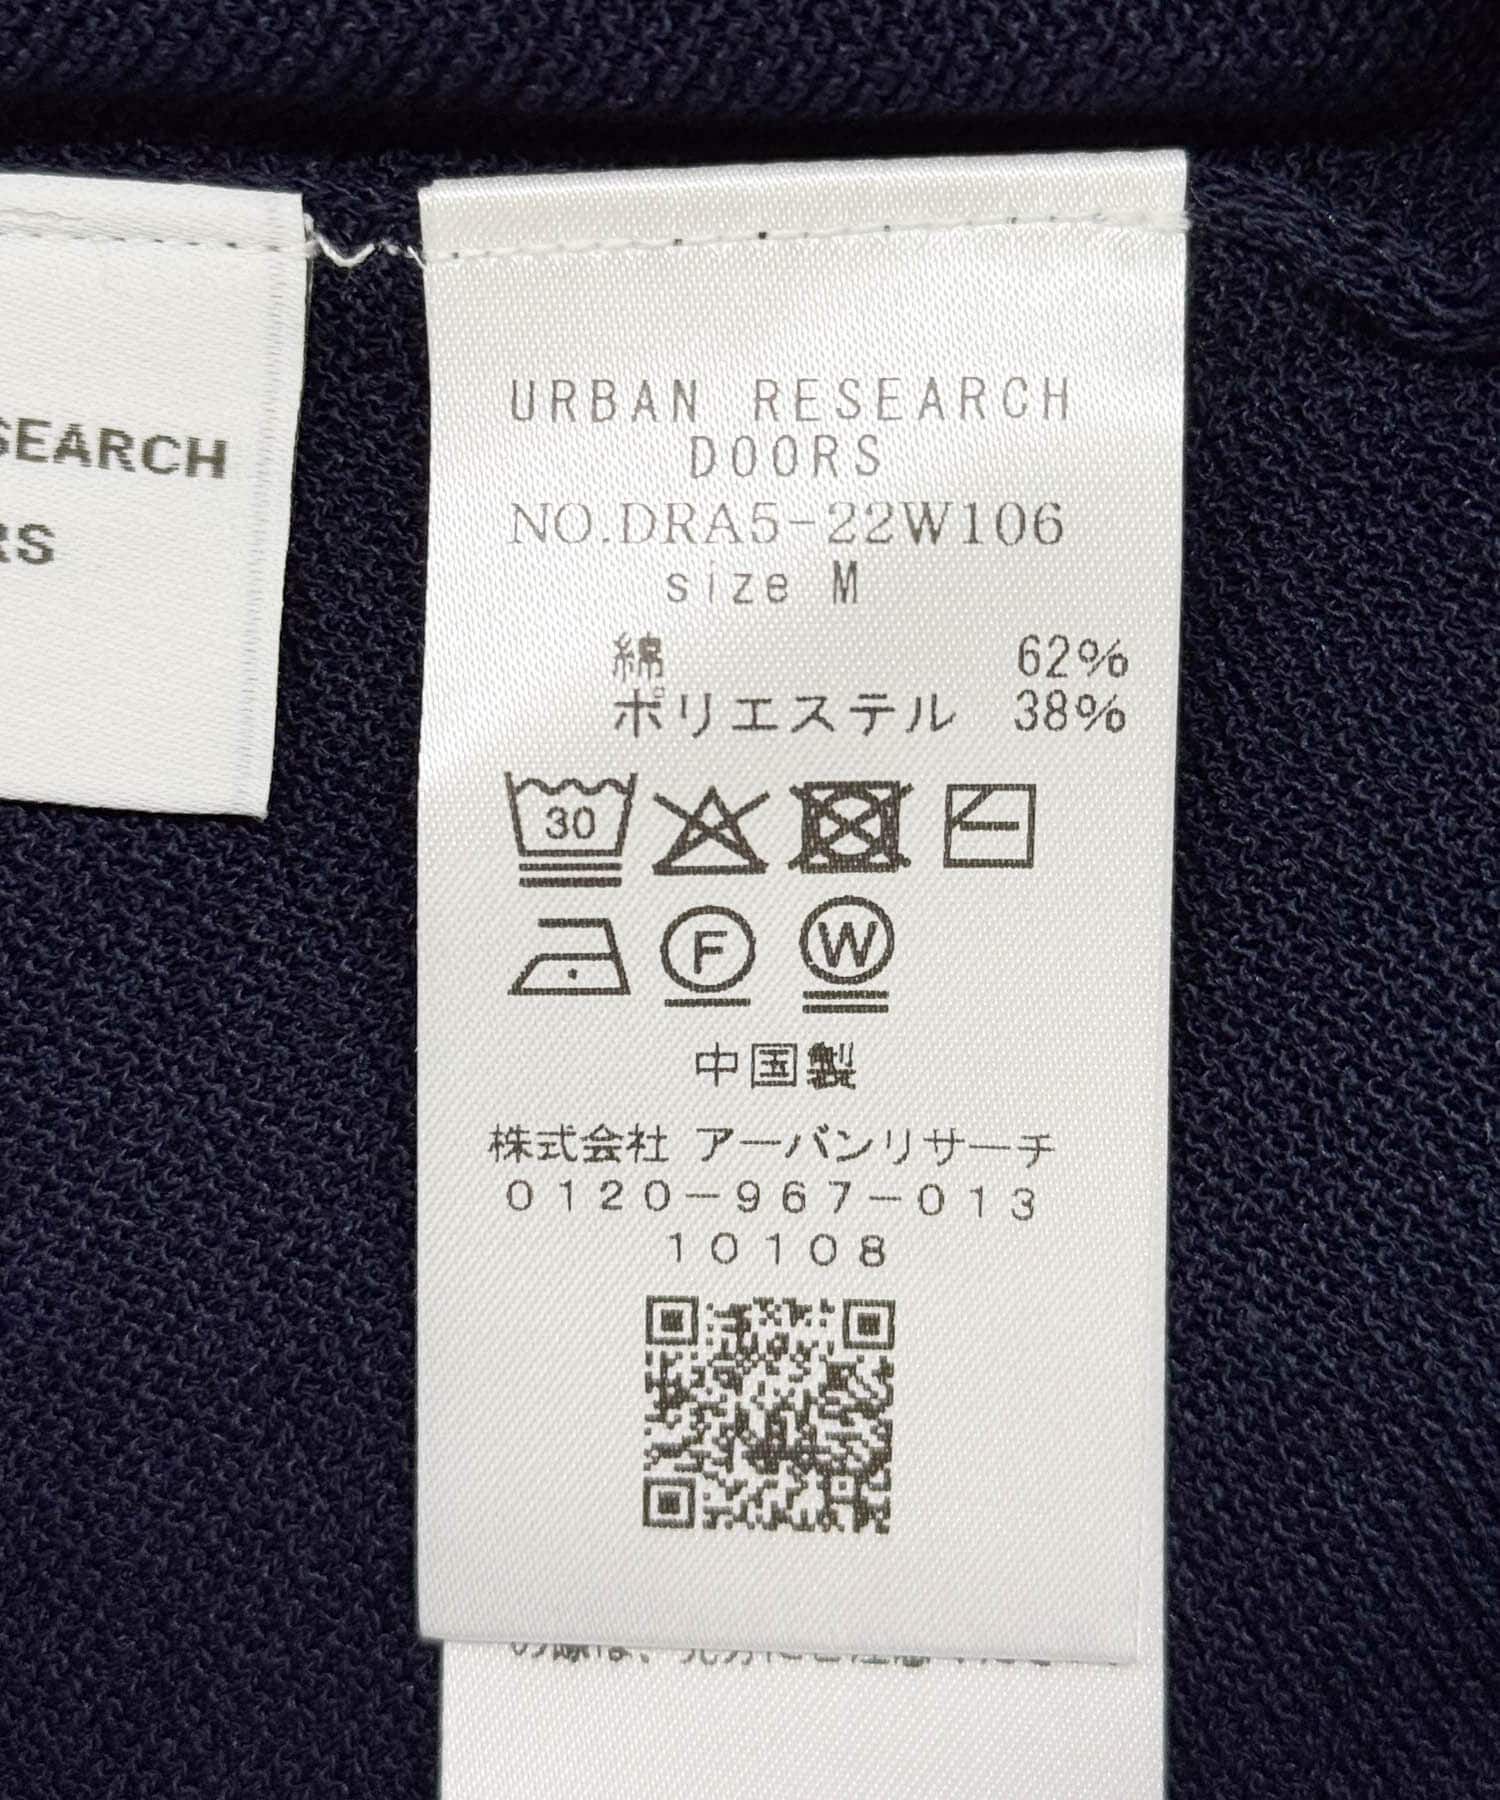 SEARCH
RS
URBAN RESEARCH
DOORS
NO.DRA5-22W106
size M
綿 62%
ポリエステル 38%
30
F W
中国製
株式会社 アーバンリサーチ
0120-967-013
10108